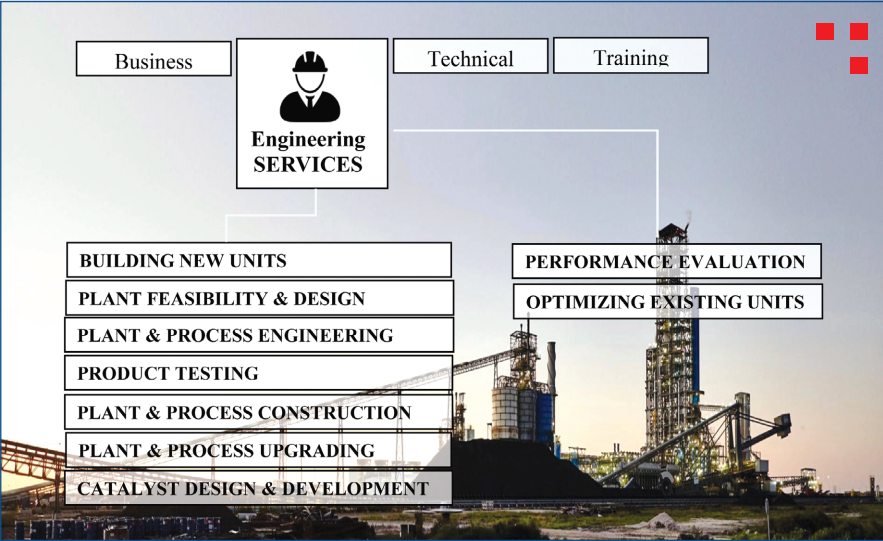 Business
Engineering
SERVICES
Technical
Training
BUILDING NEW UNITS
PLANT FEASIBILITY & DESIGN
PLANT & PROCESS ENGINEERING
PRODUCT TESTING
PLANT & PROCESS CONSTRUCTION
PLANT & PROCESS UPGRADING
CATALYST DESIGN & DEVELOPMENT
PERFORMANCE EVALUATION
OPTIMIZING EXISTING UNITS